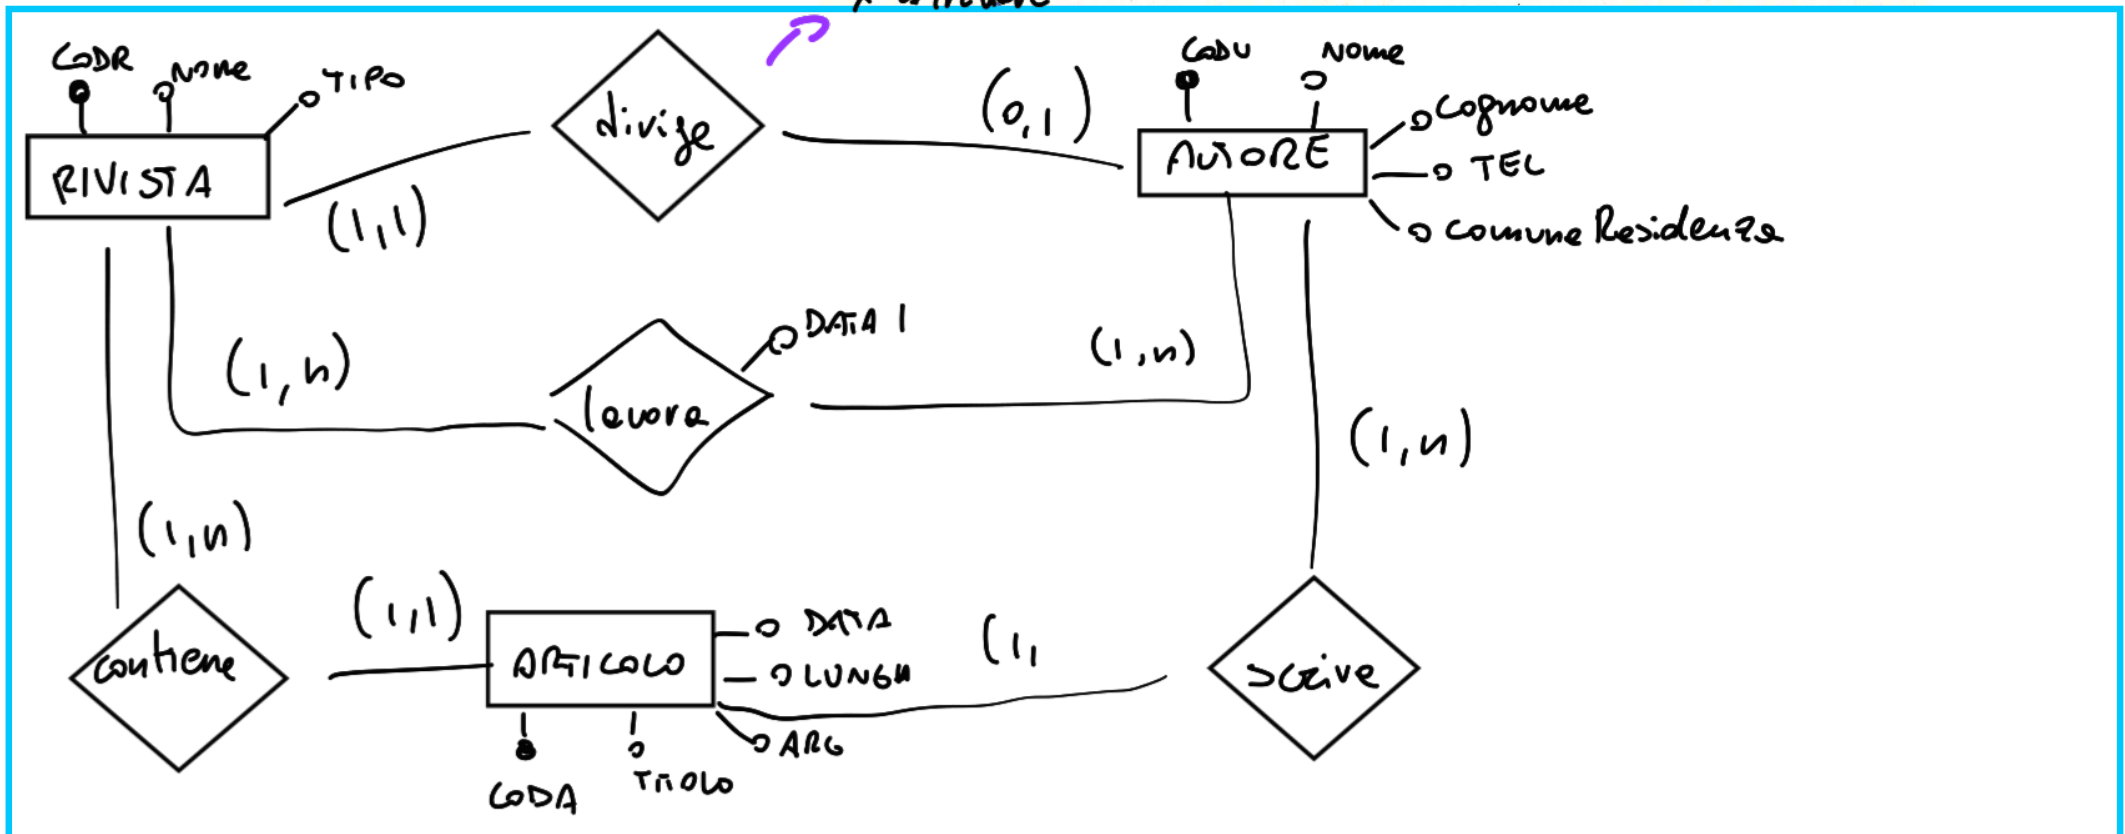 CODR
NOME
TIPO
RIVISTA
(1,1)
dirige
(0,1)
CODU
NOME
Cognome
TEL
Comune Residenza
AUTORE
(1,n)
lavora
DATA I
(1,n)
(1,n)
(1,n)
contiene
(1,1)
ARTICOLO
DATA
LUNGH
ARG
CODA
TITOLO
(1,
scrive